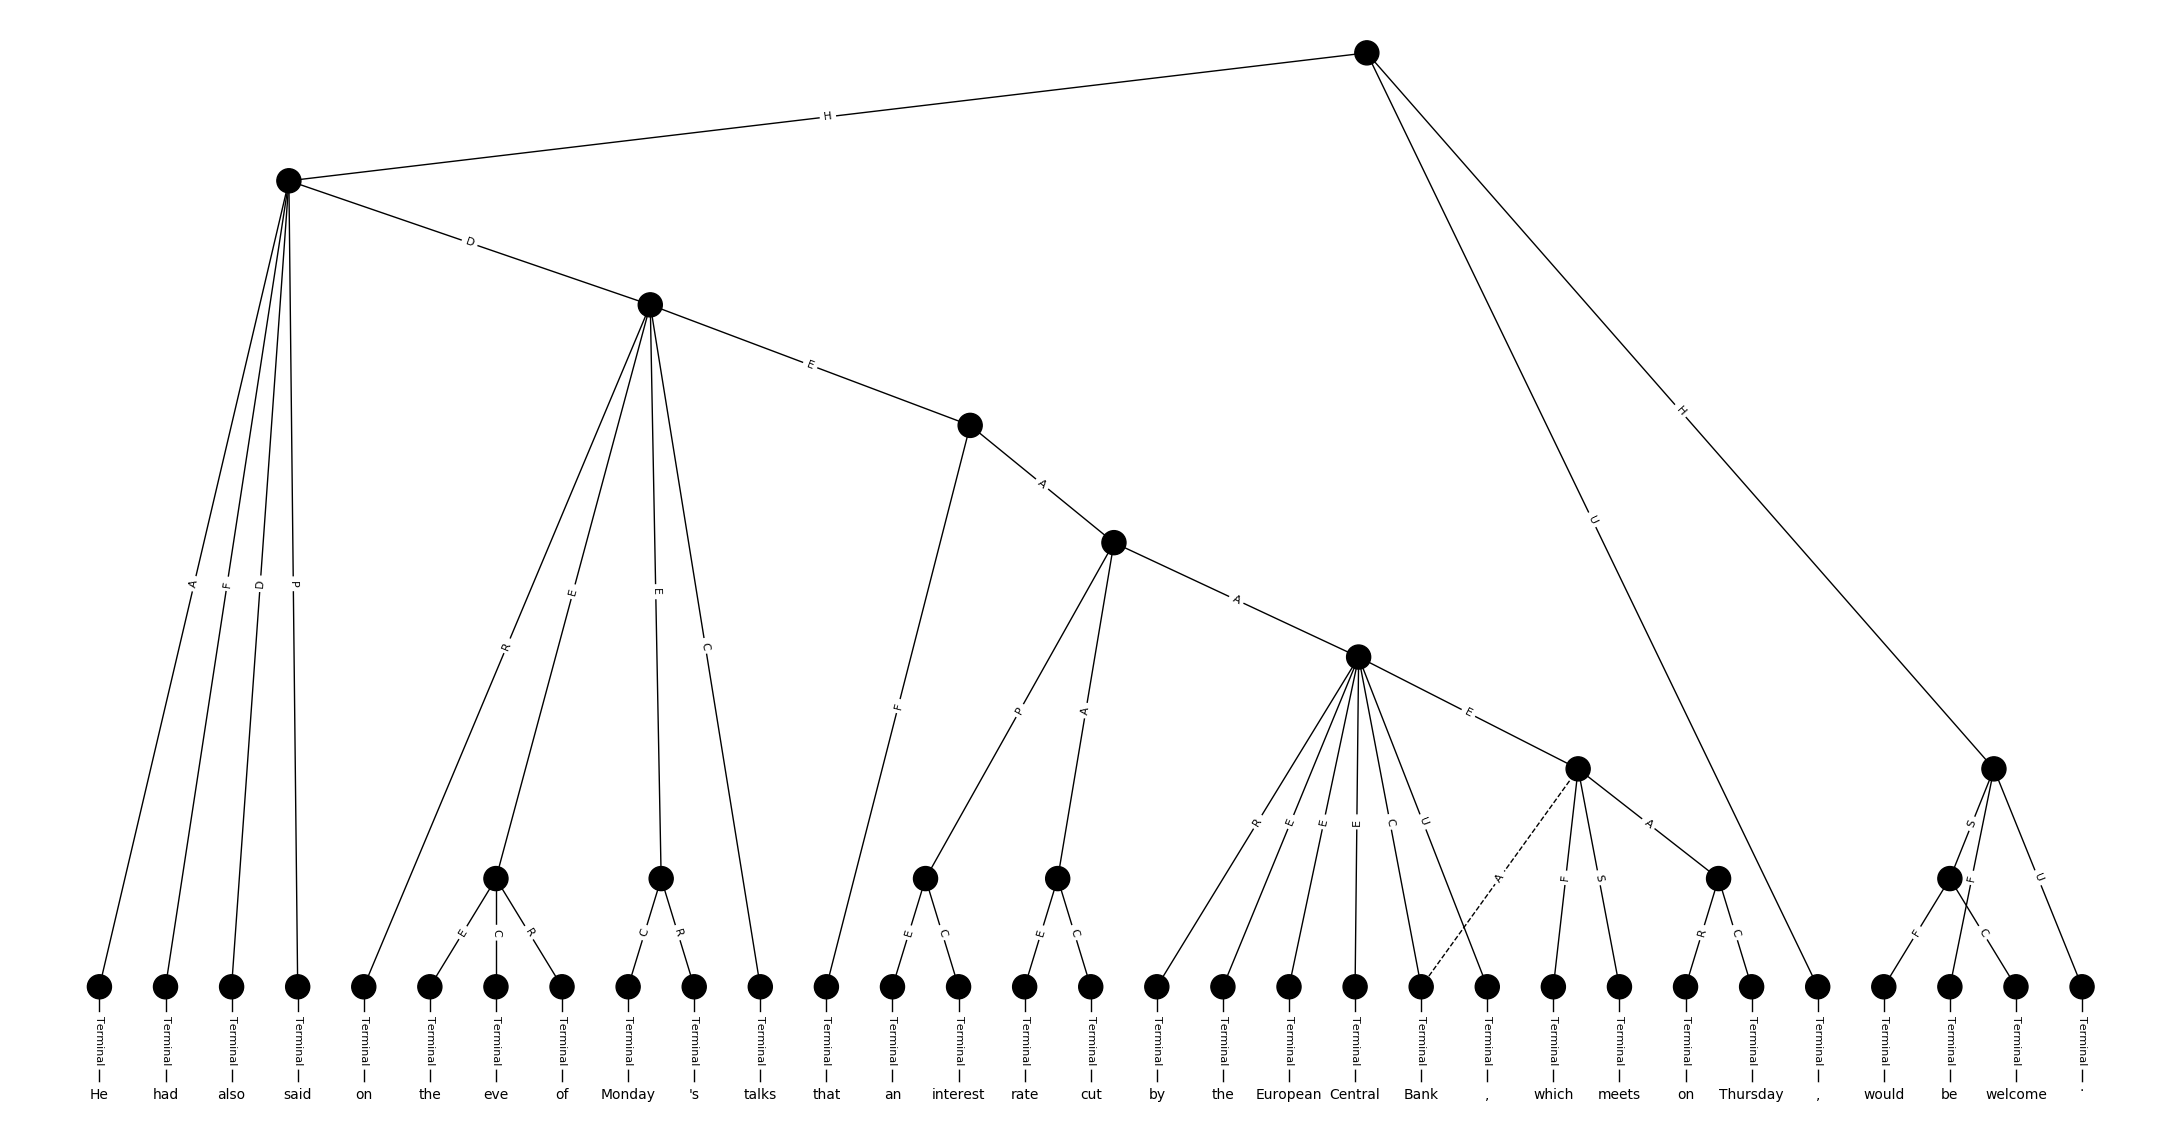 H
D
E
A
A
H
U
A F D P R E E C F P A R E E E C U E A F S A S F U
E C R C R E C E C R C F C
Terminal Terminal Terminal Terminal Terminal Terminal Terminal Terminal Terminal Terminal Terminal Terminal Terminal Terminal Terminal Terminal Terminal Terminal Terminal Terminal Terminal Terminal Terminal Terminal Terminal Terminal Terminal Terminal Terminal Terminal Terminal
He had also said on the eve of Monday 's talks that an interest rate cut by the European Central Bank , which meets on Thursday , would be welcome .